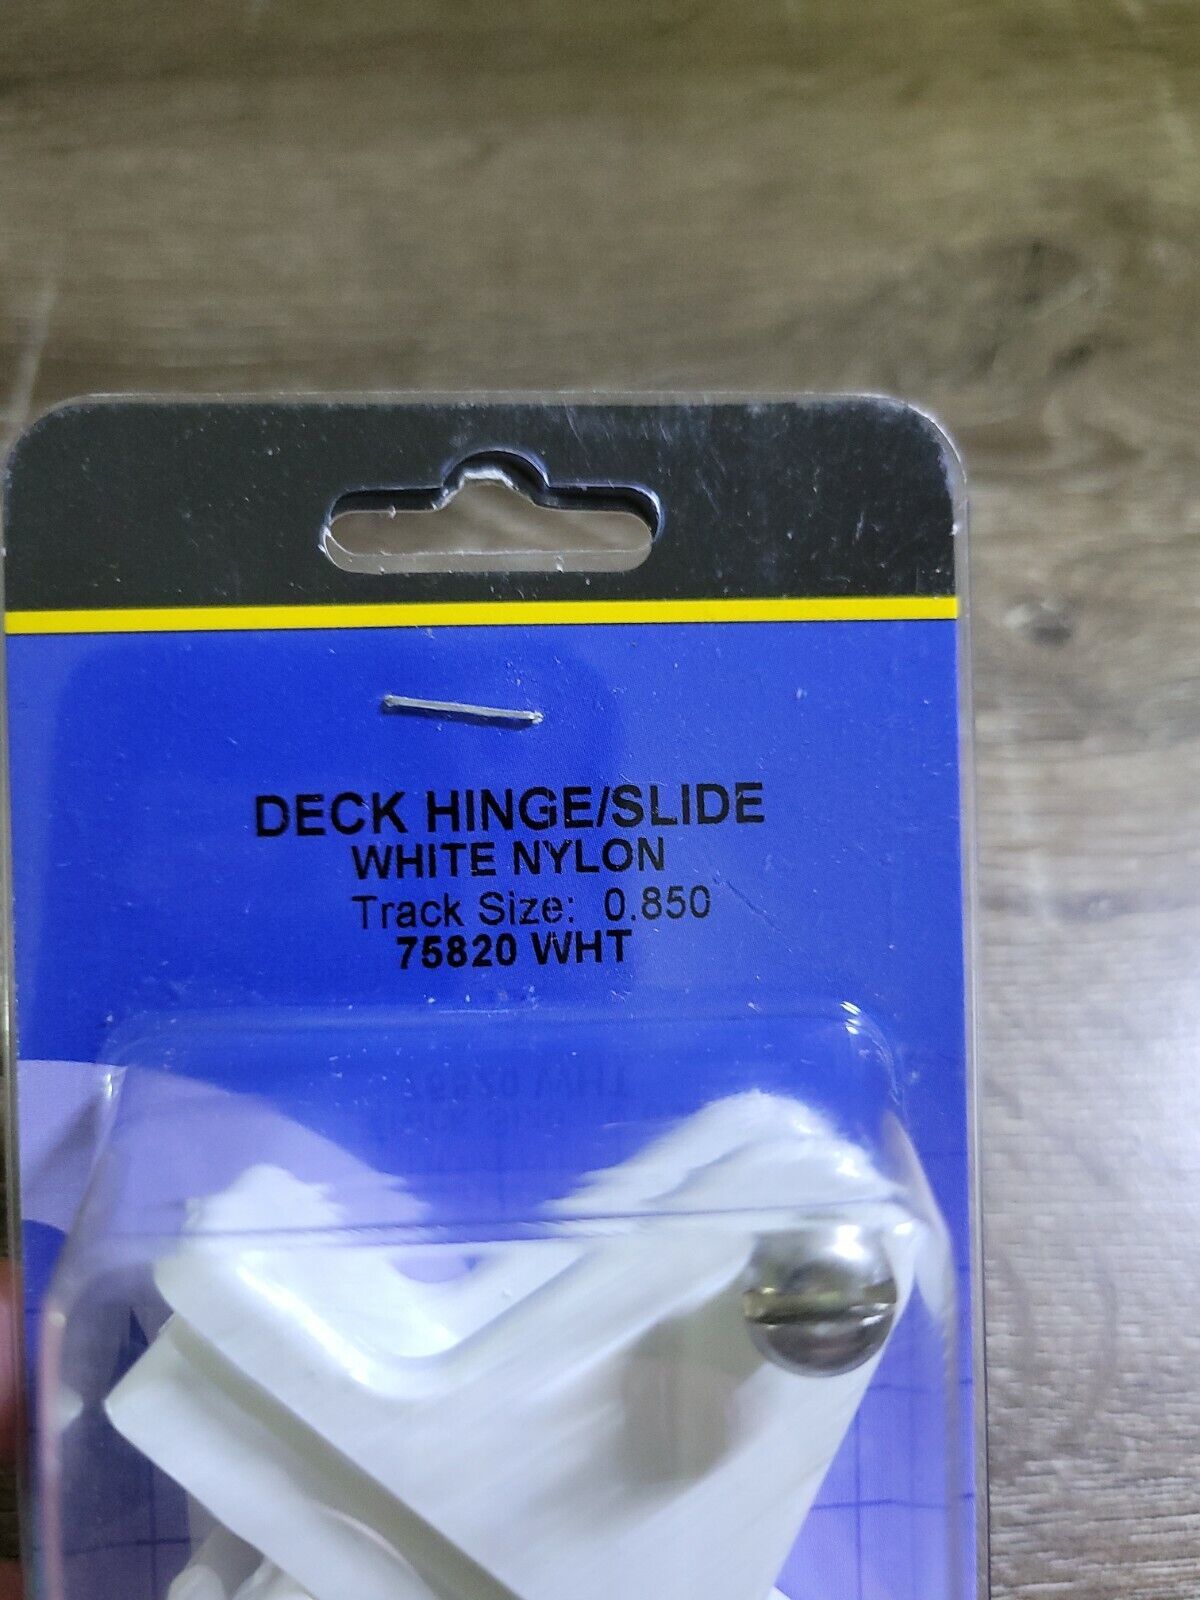 DECK HINGE/SLIDE
WHITE NYLON
Track Size: 0.850
75820 WHT